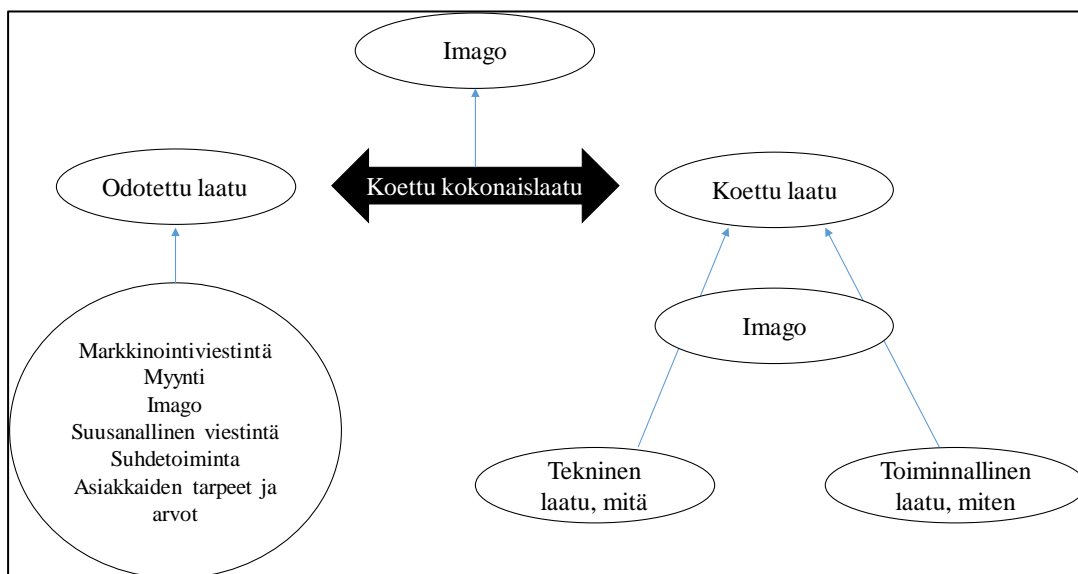 Imago
Odotettu laatu
Koettu kokonaislaatu
Koettu laatu
Markkinointiviestintä
Myynti
Imago
Suusanallinen viestintä
Suhdetoiminta
Asiakkaiden tarpeet ja
arvot
Imago
Tekninen
laatu, mitä
Toiminnallinen
laatu, miten